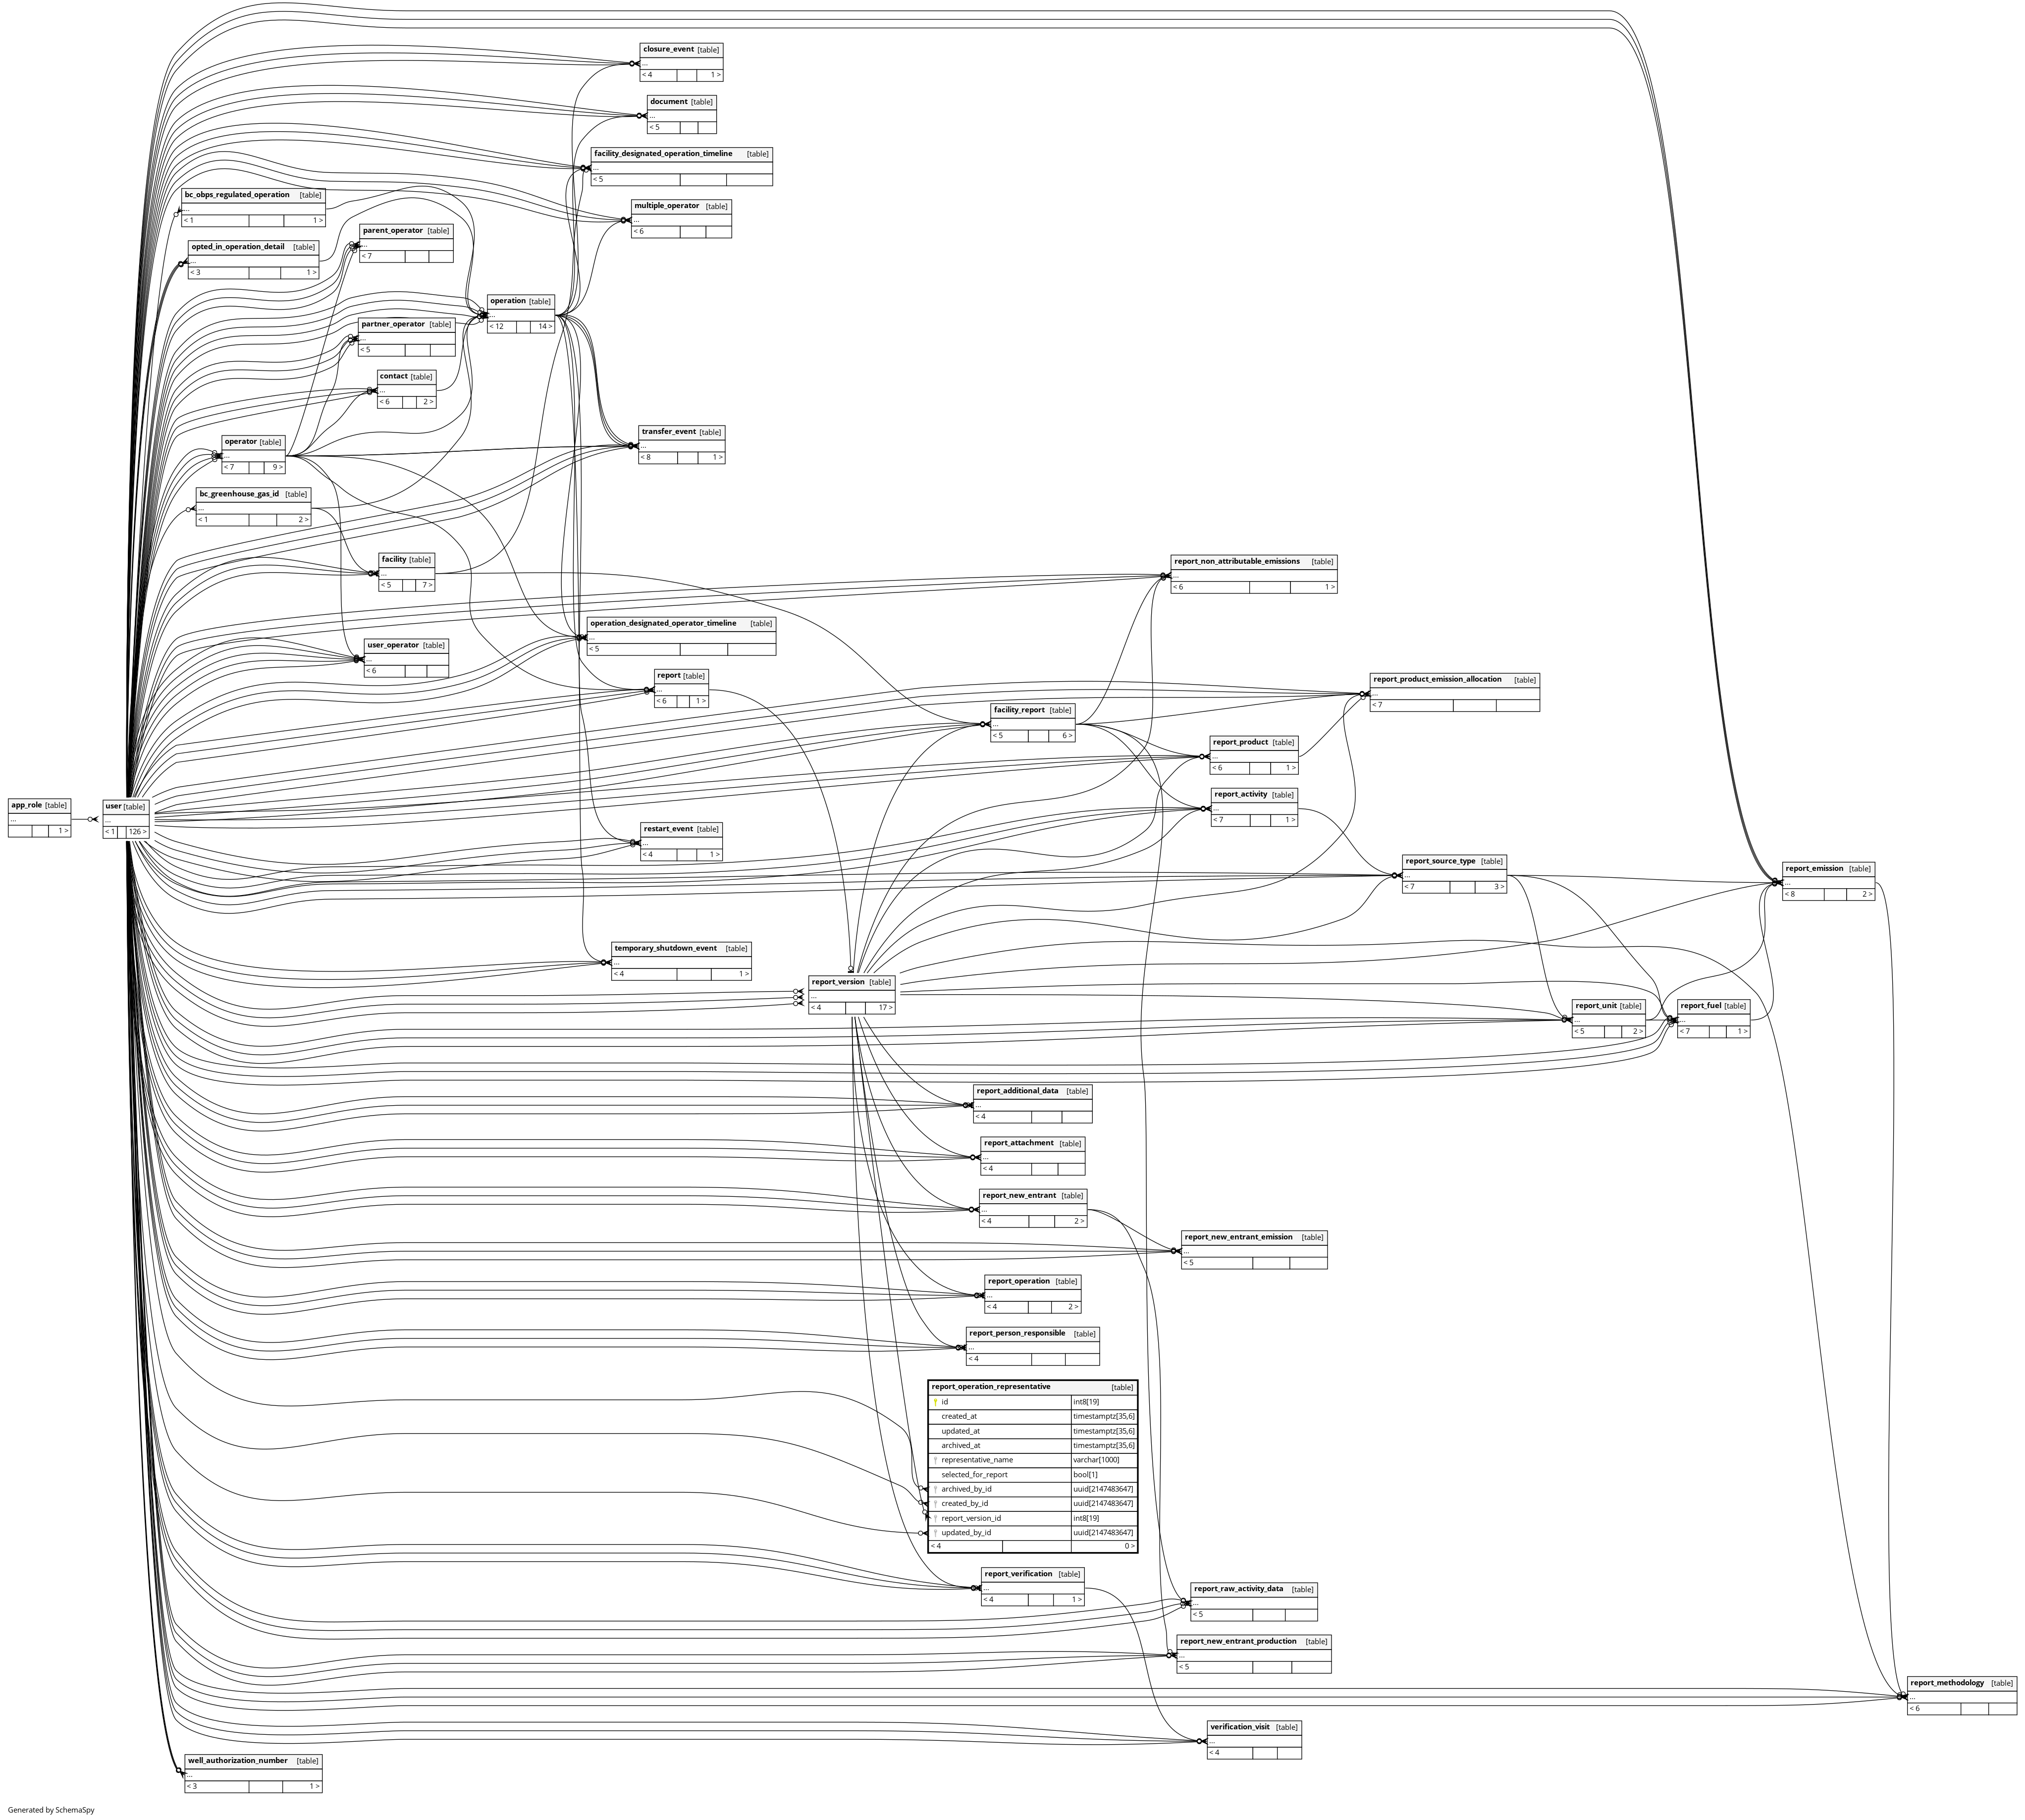 closure_event [table]
...
< 4 1 >
document [table]
...
< 5
facility_designated_operation_timeline [table]
...
< 5
bc_obps_regulated_operation [table]
...
< 1 1 >
multiple_operator [table]
...
< 6
parent_operator [table]
...
< 7
opted_in_operation_detail [table]
...
< 3 1 >
operation [table]
...
< 12 14 >
partner_operator [table]
...
< 5
contact [table]
...
< 6 2 >
transfer_event [table]
...
< 8 1 >
operator [table]
...
< 7 9 >
bc_greenhouse_gas_id [table]
...
< 1 2 >
facility [table]
...
< 5 7 >
report_non_attributable_emissions [table]
...
< 6 1 >
operation_designated_operator_timeline [table]
...
< 5
user_operator [table]
...
< 6
report [table]
...
< 6 1 >
report_product_emission_allocation [table]
...
< 7
facility_report [table]
...
< 5 6 >
report_product [table]
...
< 6 1 >
report_activity [table]
...
< 7 1 >
app_role [table]
...
1 >
user [table]
...
< 1 126 >
restart_event [table]
...
< 4 1 >
report_source_type [table]
...
< 7 3 >
report_emission [table]
...
< 8 2 >
temporary_shutdown_event [table]
...
< 4 1 >
report_version [table]
...
< 4 17 >
report_unit [table]
...
< 5 2 >
report_fuel [table]
...
< 7 1 >
report_additional_data [table]
...
< 4
report_attachment [table]
...
< 4
report_new_entrant [table]
...
< 4 2 >
report_new_entrant_emission [table]
...
< 5
report_operation [table]
...
< 4 2 >
report_person_responsible [table]
...
< 4
report_operation_representative [table]
id int8[19]
created_at timestamptz[35,6]
updated_at timestamptz[35,6]
archived_at timestamptz[35,6]
representative_name varchar[1000]
selected_for_report bool[1]
archived_by_id uuid[2147483647]
created_by_id uuid[2147483647]
report_version_id int8[19]
updated_by_id uuid[2147483647]
< 4 0 >
report_verification [table]
...
< 4 1 >
report_raw_activity_data [table]
...
< 5
report_new_entrant_production [table]
...
< 5
report_methodology [table]
...
< 6
verification_visit [table]
...
< 4
well_authorization_number [table]
...
< 3 1 >
Generated by SchemaSpy